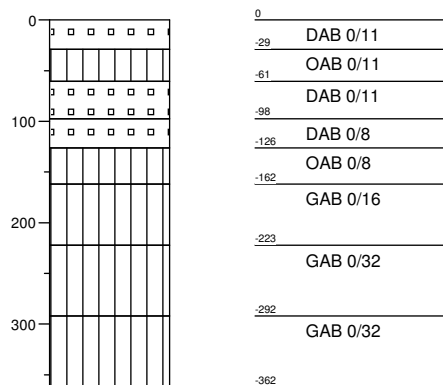 0
0
DAB 0/11
-29
OAB 0/11
-61
DAB 0/11
-98
100
DAB 0/8
-126
OAB 0/8
-162
GAB 0/16
200
-223
GAB 0/32
-292
300
GAB 0/32
-362